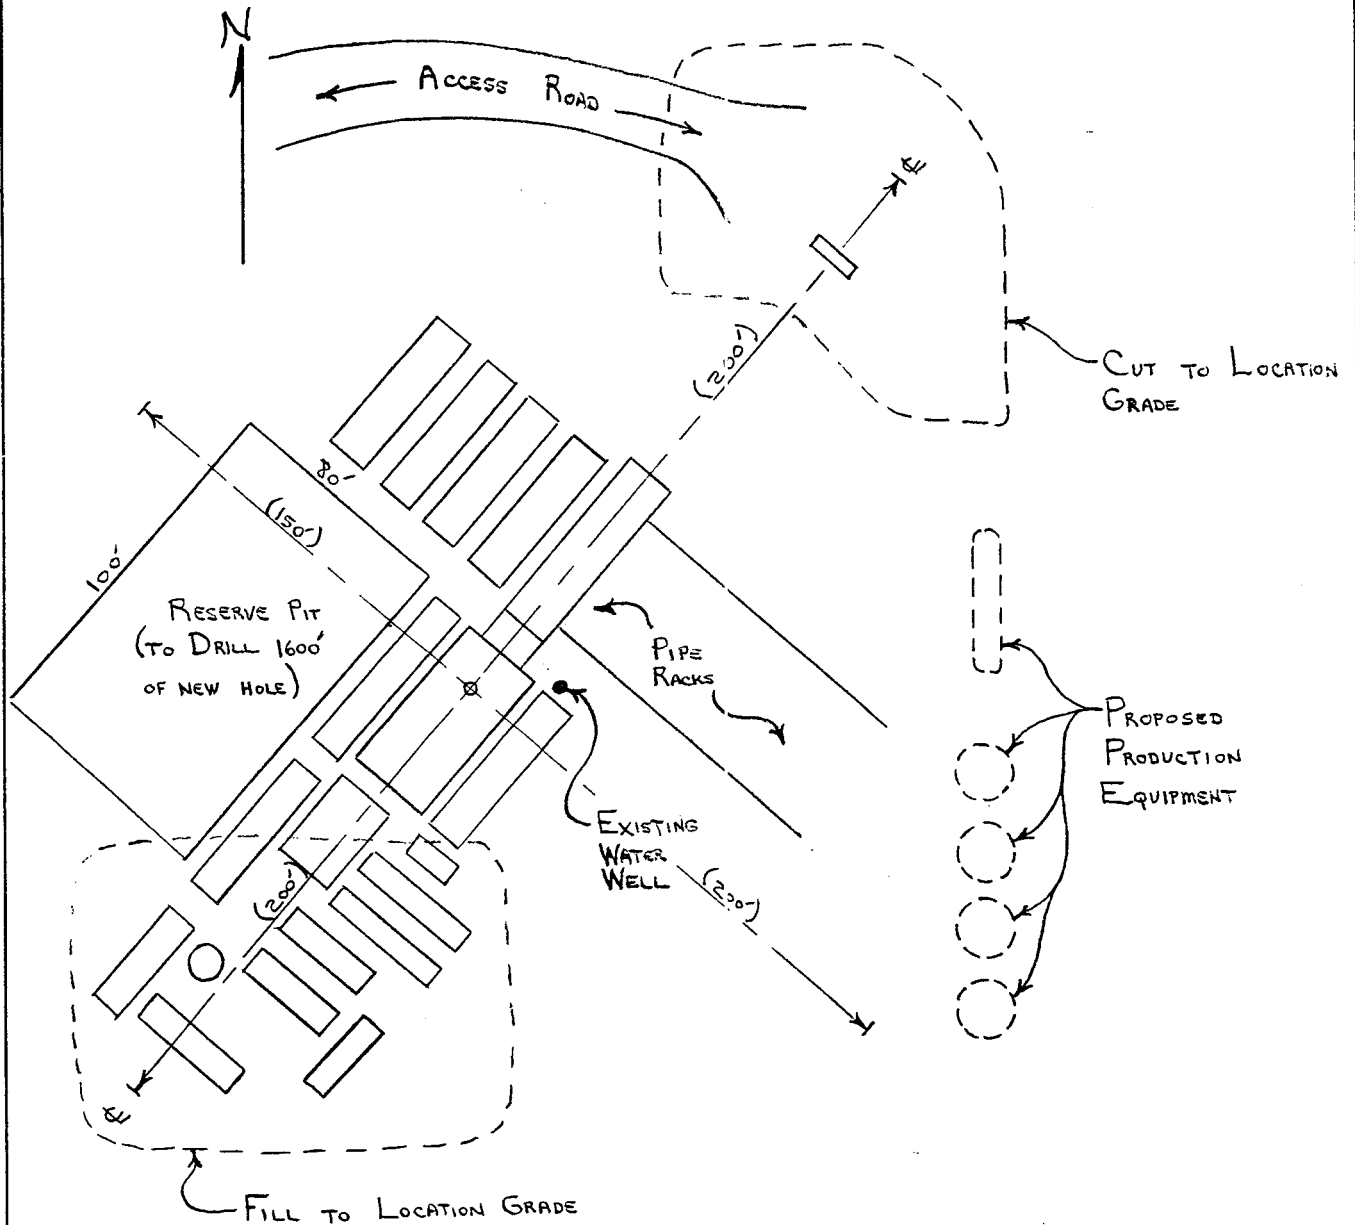 N
ACCESS ROAD
℄
(200')
CUT TO LOCATION
GRADE
80'
(150')
100'
RESERVE PIT
(TO DRILL 1600'
OF NEW HOLE)
PIPE
RACKS
PROPOSED
PRODUCTION
EQUIPMENT
EXISTING
WATER
WELL
(200')
(200')
℄
FILL TO LOCATION GRADE